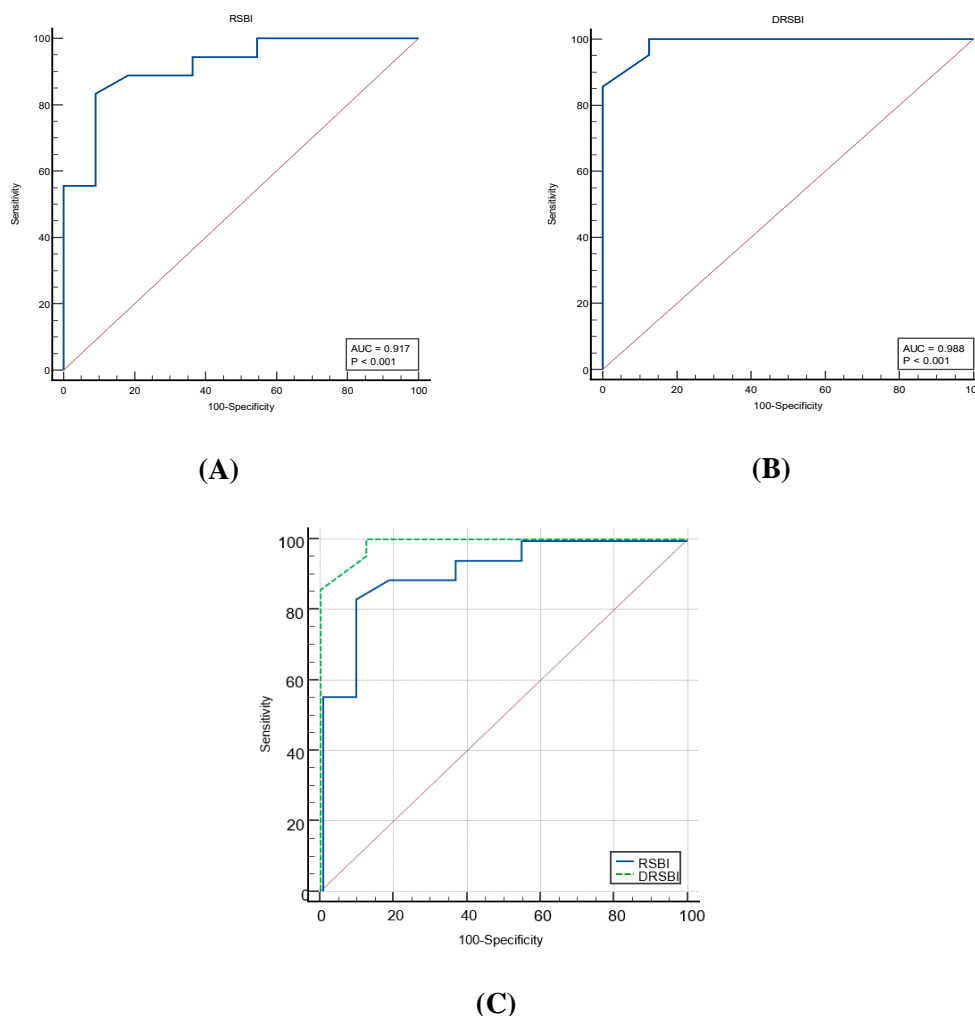 RSBI
100
80
60
40
20
0
Sensitivity
0 20 40 60 80 100
100-Specificity
AUC = 0.917
P < 0.001
(A)
DRSBI
100
80
60
40
20
0
Sensitivity
0 20 40 60 80 10
100-Specificity
AUC = 0.988
P < 0.001
(B)
100
80
60
40
20
0
Sensitivity
0 20 40 60 80 100
100-Specificity
RSBI
DRSBI
(C)